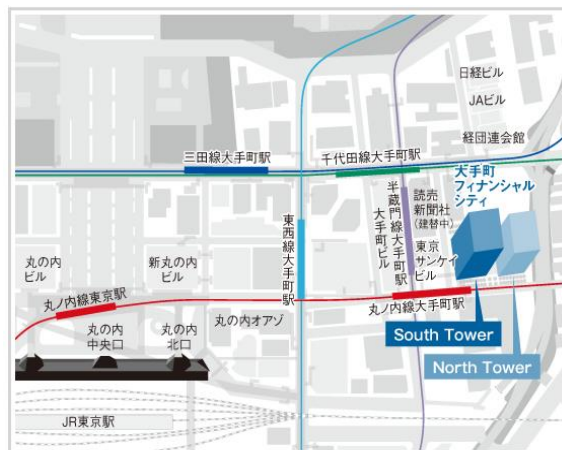 日経ビル
JAビル
経団連会館
三田線大手町駅
千代田線大手町駅
大手町
フィナンシャル
シティ
読売
新聞社
(建替中)
半蔵門線大手町駅
大手町ビル
東京
サンケイ
ビル
東西線大手町駅
丸の内
ビル
新丸の内
ビル
丸ノ内線東京駅
丸ノ内線大手町駅
丸の内オアゾ
丸の内
中央口
丸の内
北口
South Tower
North Tower
JR東京駅